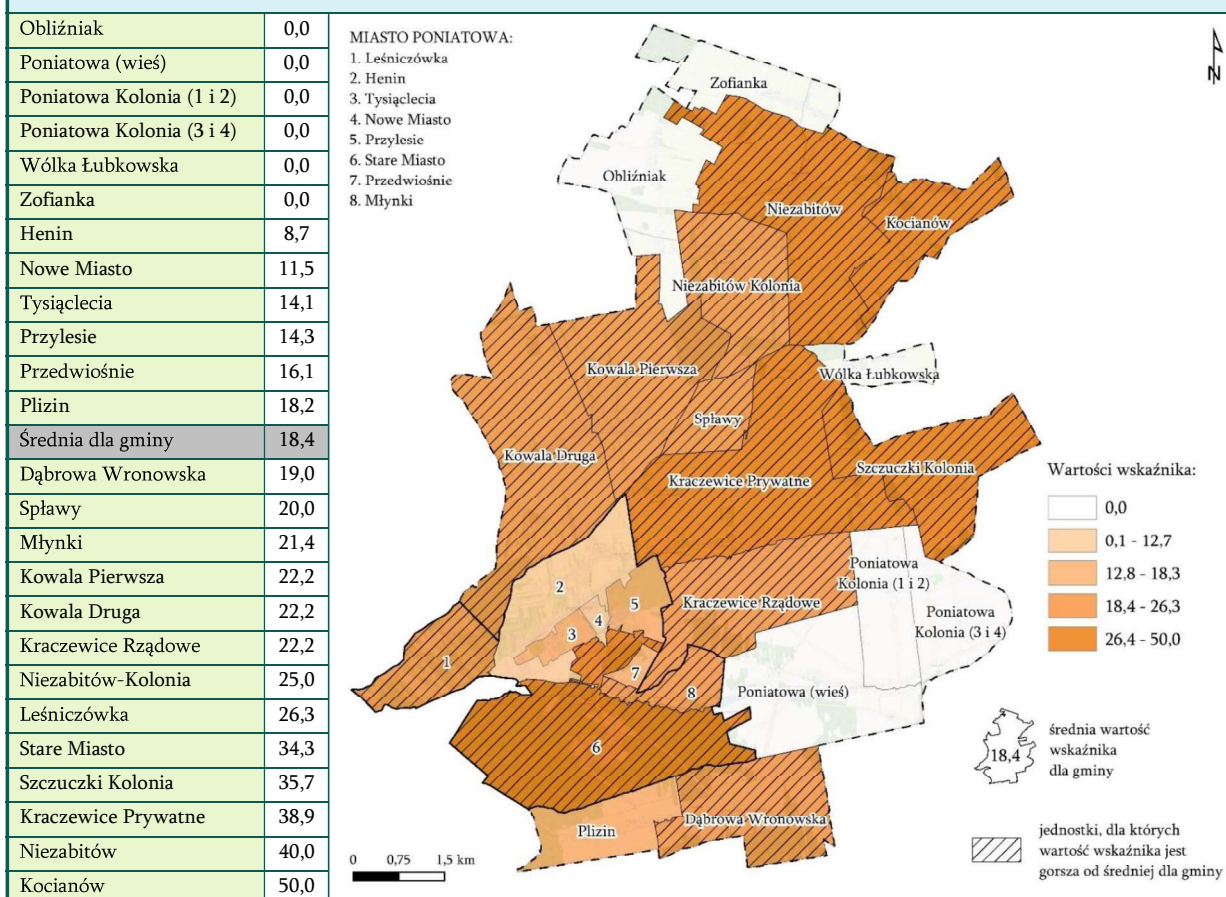 Obliźniak 0,0
Poniatowa (wieś) 0,0
Poniatowa Kolonia (1 i 2) 0,0
Poniatowa Kolonia (3 i 4) 0,0
Wólka Łubkowska 0,0
Zofianka 0,0
Henin 8,7
Nowe Miasto 11,5
Tysiąclecia 14,1
Przylesie 14,3
Przedwiośnie 16,1
Plizin 18,2
Średnia dla gminy 18,4
Dąbrowa Wronowska 19,0
Spławy 20,0
Młynki 21,4
Kowala Pierwsza 22,2
Kowala Druga 22,2
Kraczewice Rządowe 22,2
Niezabitów-Kolonia 25,0
Leśniczówka 26,3
Stare Miasto 34,3
Szczuczki Kolonia 35,7
Kraczewice Prywatne 38,9
Niezabitów 40,0
Kocianów 50,0
MIASTO PONIATOWA:
1. Leśniczówka
2. Henin
3. Tysiąclecia
4. Nowe Miasto
5. Przylesie
6. Stare Miasto
7. Przedwiośnie
8. Młynki
N
Zofianka
Obliźniak
Niezabitów
Kocianów
Niezabitów Kolonia
Kowala Pierwsza
Wólka Łubkowska
Spławy
Kowala Druga
Szczuczki Kolonia
Kraczewice Prywatne
Poniatowa
Kolonia (1 i 2)
2
5
Kraczewice Rządowe
Poniatowa
Kolonia (3 i 4)
4
3
1
7
8
Poniatowa (wieś)
6
Plizin
Dąbrowa Wronowska
0 0,75 1,5 km
Wartości wskaźnika:
0,0
0,1 - 12,7
12,8 - 18,3
18,4 - 26,3
26,4 - 50,0
18,4
średnia wartość
wskaźnika
dla gminy
jednostki, dla których
wartość wskaźnika jest
gorsza od średniej dla gminy